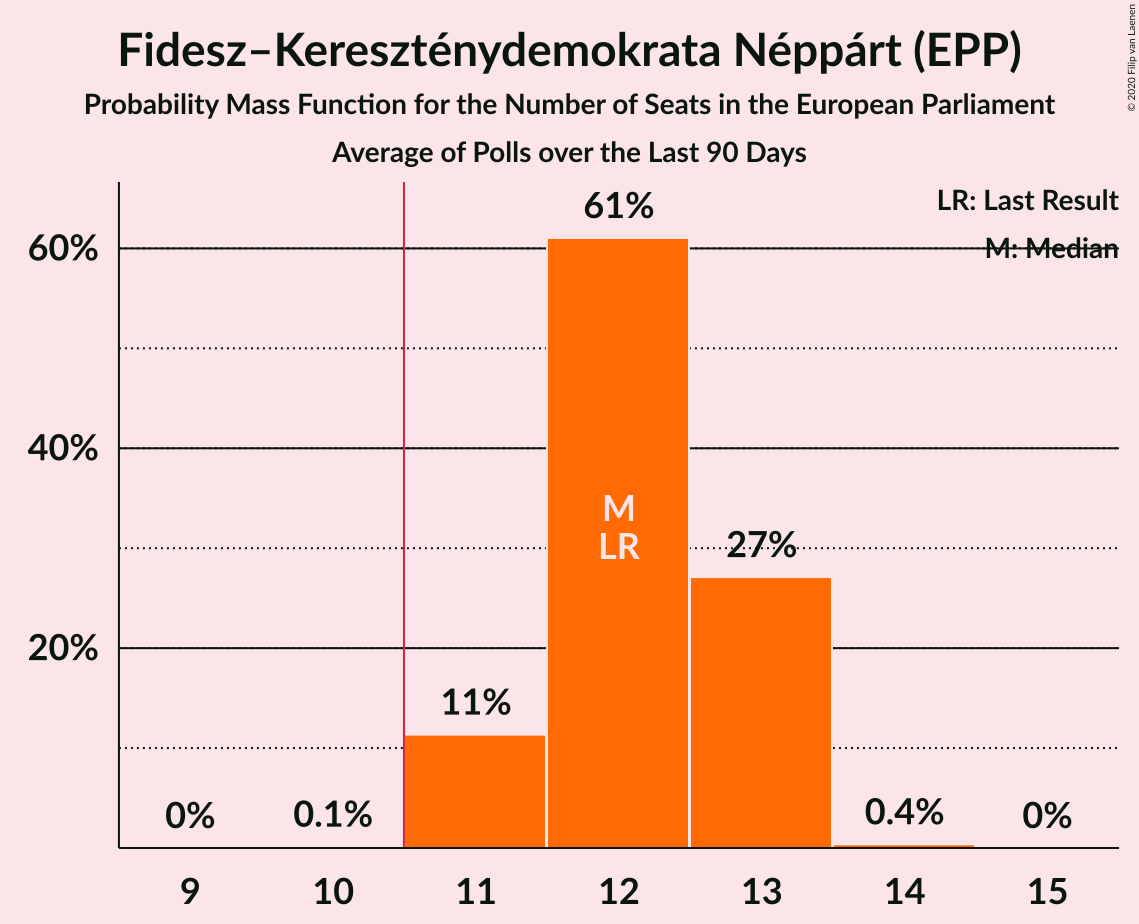 Fidesz–Kereszténydemokrata Néppárt (EPP)
Probability Mass Function for the Number of Seats in the European Parliament
Average of Polls over the Last 90 Days
© 2020 Filip van Laenen
LR: Last Result
M: Median
60%
40%
20%
0%
0.1%
11%
61%
M
LR
27%
0.4%
0%
9 10 11 12 13 14 15